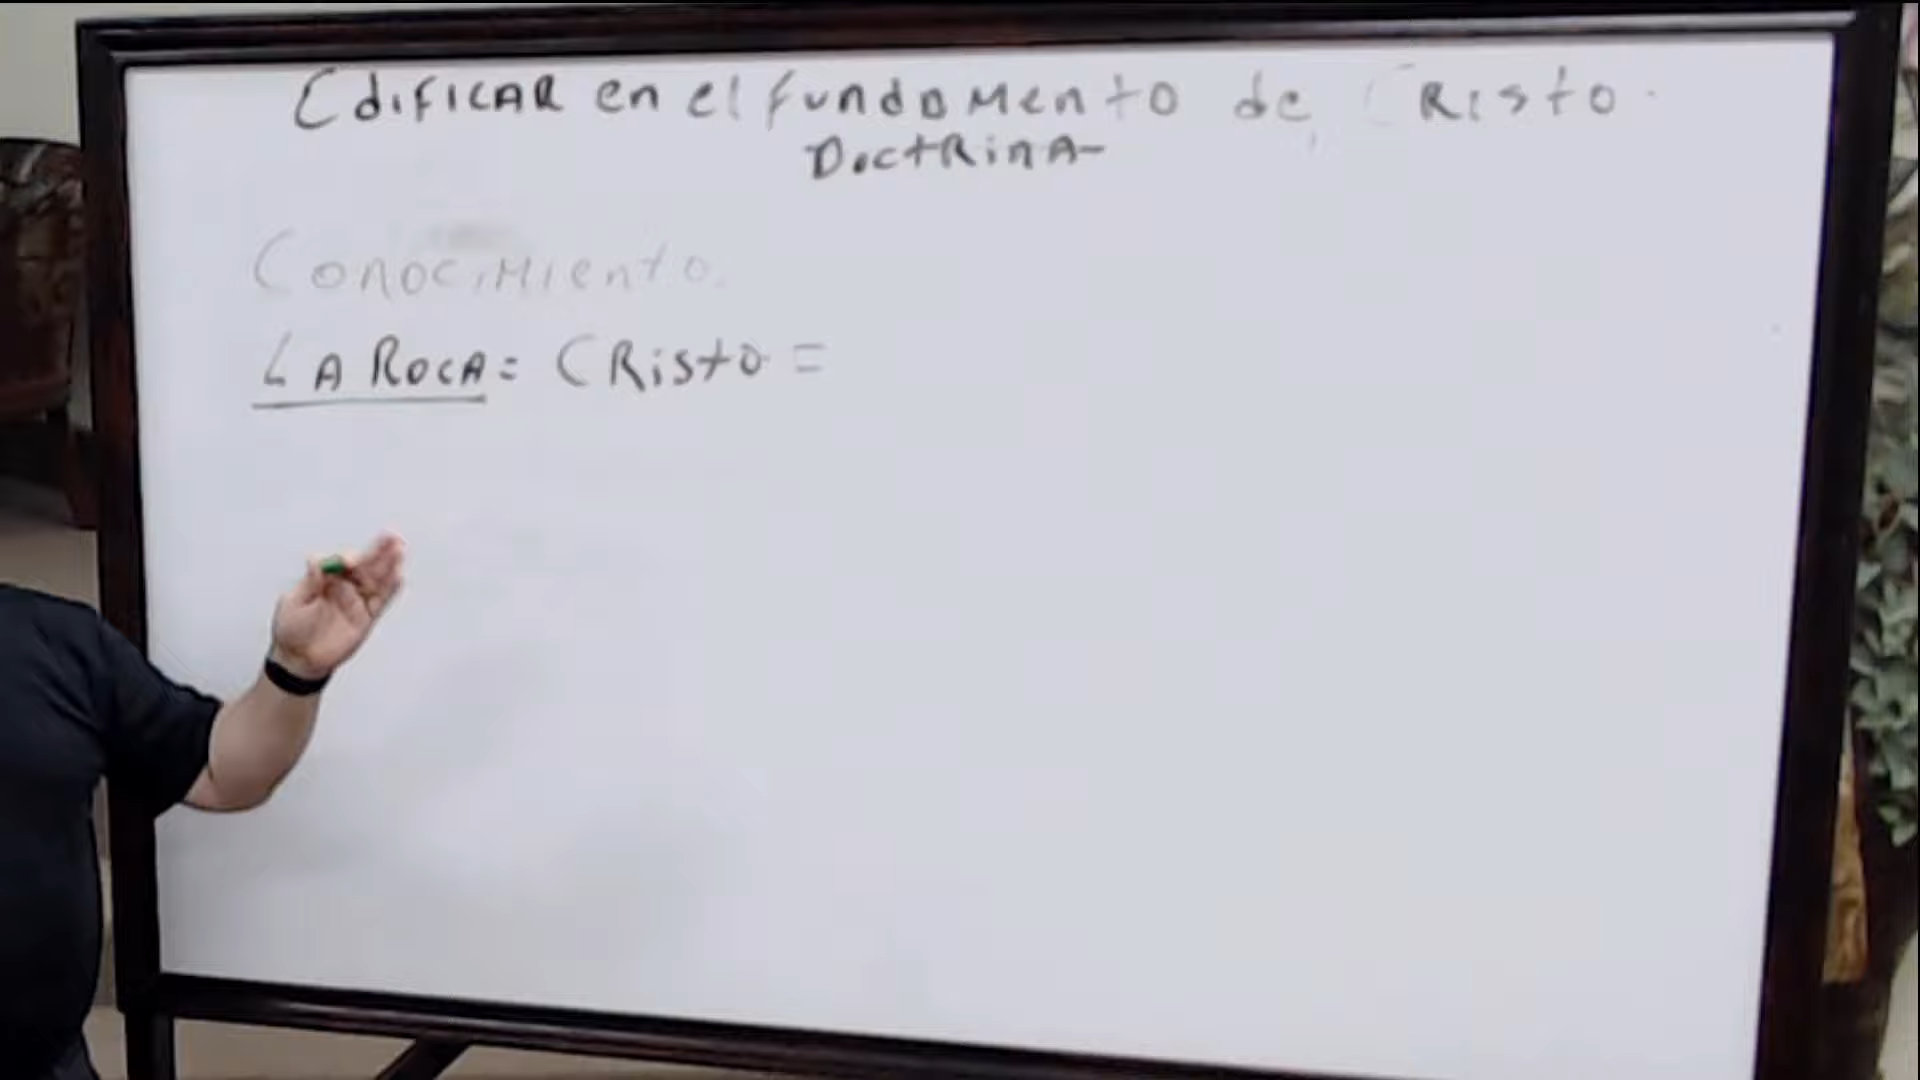 EdiFICAR en el fundaMento de CRisto.
DoctRinA-
ConociMiento.
LA RocA = CRisto =